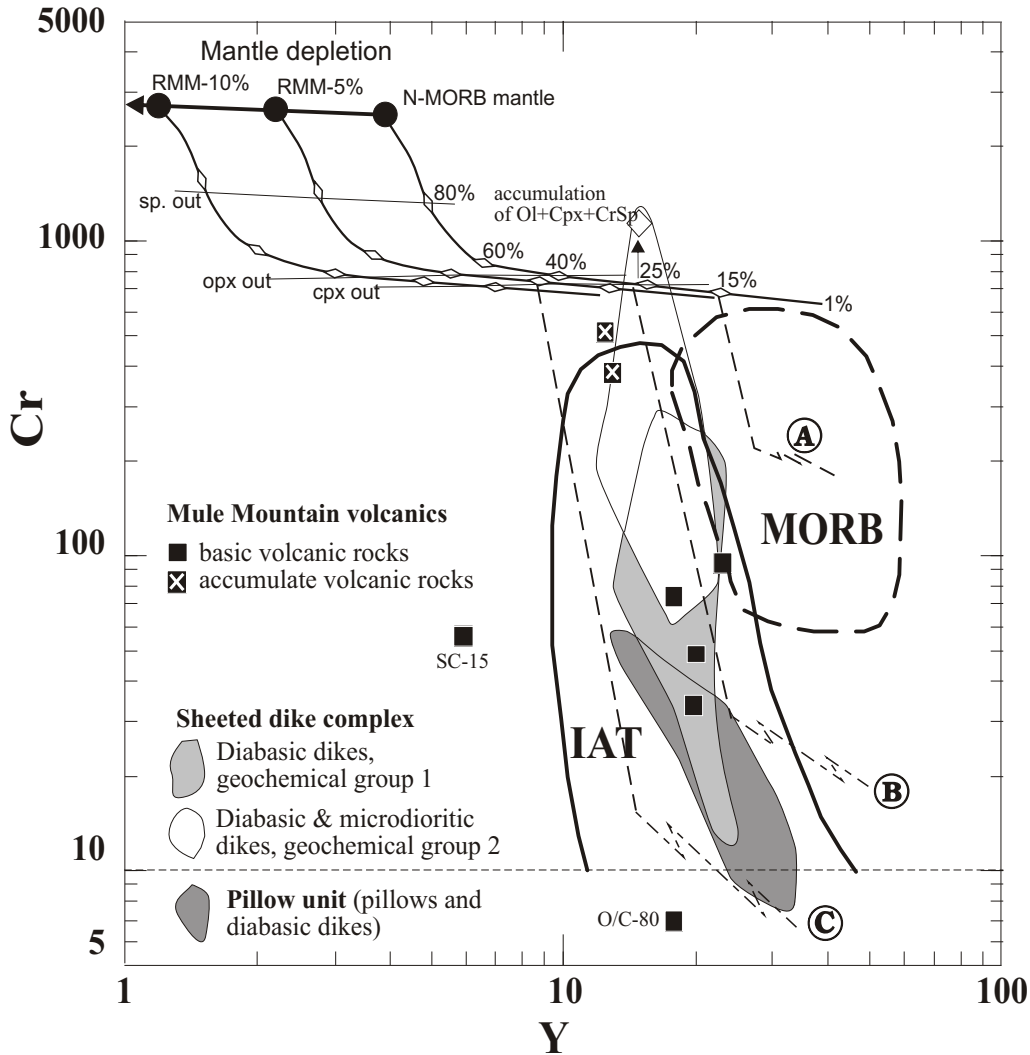 5000
Mantle depletion
RMM-10%
RMM-5%
N-MORB mantle
sp. out
80%
accumulation
of Ol+Cpx+CrSp
1000
60%
40%
25%
15%
1%
opx out
cpx out
Cr
A
MORB
Mule Mountain volcanics
basic volcanic rocks
accumulate volcanic rocks
100
SC-15
Sheeted dike complex
Diabasic dikes,
geochemical group 1
IAT
B
Diabasic & microdioritic
dikes, geochemical group 2
10
Pillow unit (pillows and
diabasic dikes)
O/C-80
C
5
1
10
100
Y